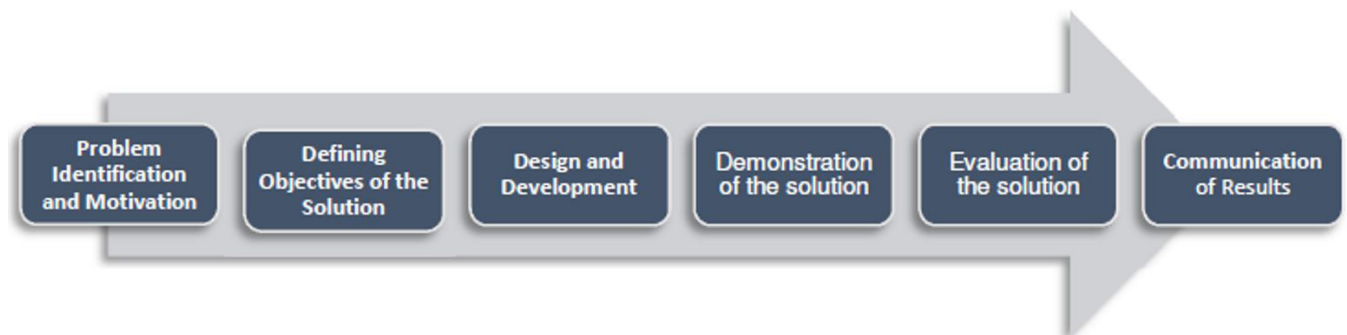 Problem
Identification
and Motivation
Defining
Objectives of the
Solution
Design and
Development
Demonstration
of the solution
Evaluation of
the solution
Communication
of Results